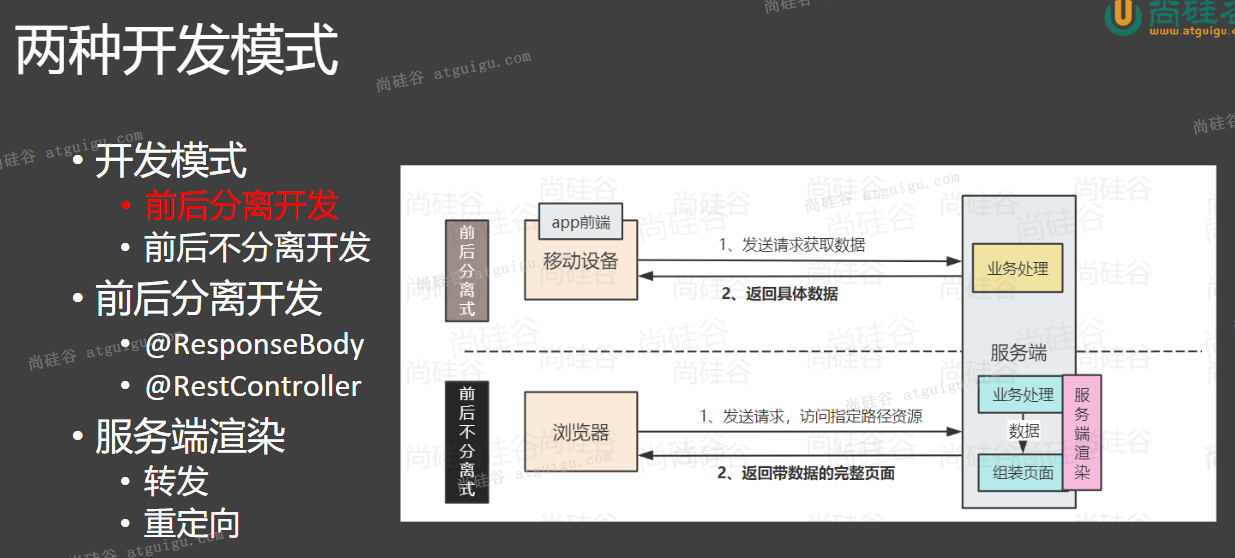 两种开发模式
尚硅谷
www.atguigu.c
• 开发模式
• 前后分离开发
• 前后不分离开发
• 前后分离开发
• @ResponseBody
• @RestController
• 服务端渲染
• 转发
• 重定向
前后分离式
app前端
移动设备
1、发送请求获取数据
2、返回具体数据
业务处理
服务端
前后不分离式
浏览器
1、发送请求，访问指定路径资源
2、返回带数据的完整页面
业务处理
数据
组装页面
服务端渲染
尚硅谷 atguigu.com